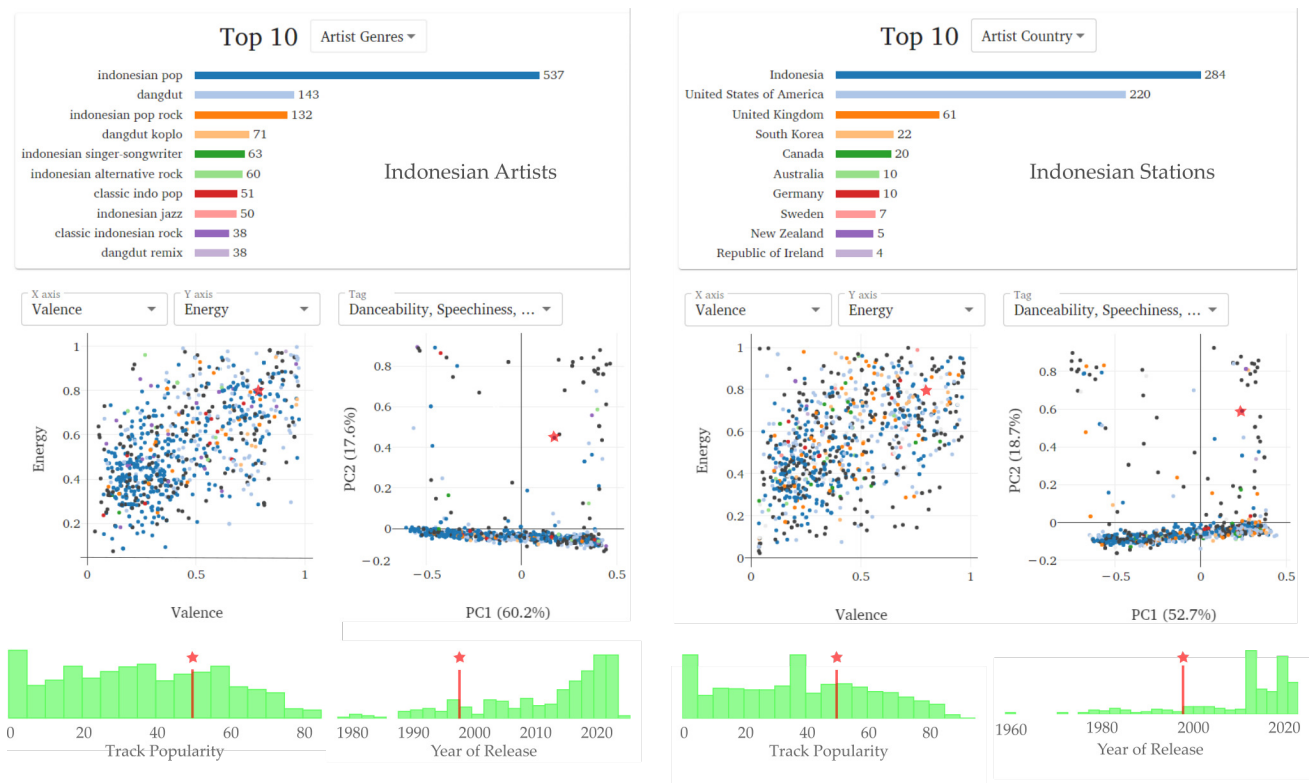 Top 10 Artist Genres
indonesian pop 537
dangdut 143
indonesian pop rock 132
dangdut koplo 71
indonesian singer-songwriter 63
indonesian alternative rock 60
classic indo pop 51
indonesian jazz 50
classic indonesian rock 38
dangdut remix 38
Indonesian Artists
X axis
Valence
Y axis
Energy
Tag
Danceability, Speechiness, ...
Energy
1
0.8
0.6
0.4
0.2
0 0.5 1
Valence
PC2 (17.6%)
0.8
0.6
0.4
0.2
0
−0.2
−0.5 0 0.5
PC1 (60.2%)
0 20 40 60 80
Track Popularity
1980 1990 2000 2010 2020
Year of Release
Top 10 Artist Country
Indonesia 284
United States of America 220
United Kingdom 61
South Korea 22
Canada 20
Australia 10
Germany 10
Sweden 7
New Zealand 5
Republic of Ireland 4
Indonesian Stations
X axis
Valence
Y axis
Energy
Tag
Danceability, Speechiness, ...
Energy
1
0.8
0.6
0.4
0.2
0
0 0.5 1
Valence
PC2 (18.7%)
0.8
0.6
0.4
0.2
0
−0.2
−0.5 0 0.5
PC1 (52.7%)
0 20 40 60 80
Track Popularity
1960 1980 2000 2020
Year of Release